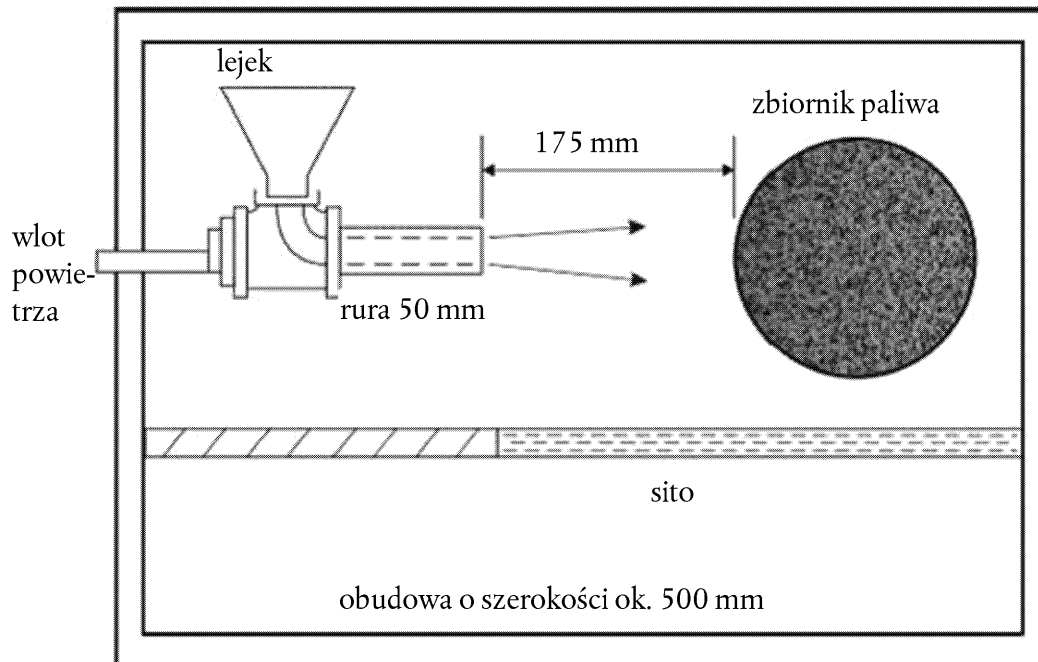 lejek
zbiornik paliwa
175 mm
wlot
powie-
trza
rura 50 mm
sito
obudowa o szerokości ok. 500 mm